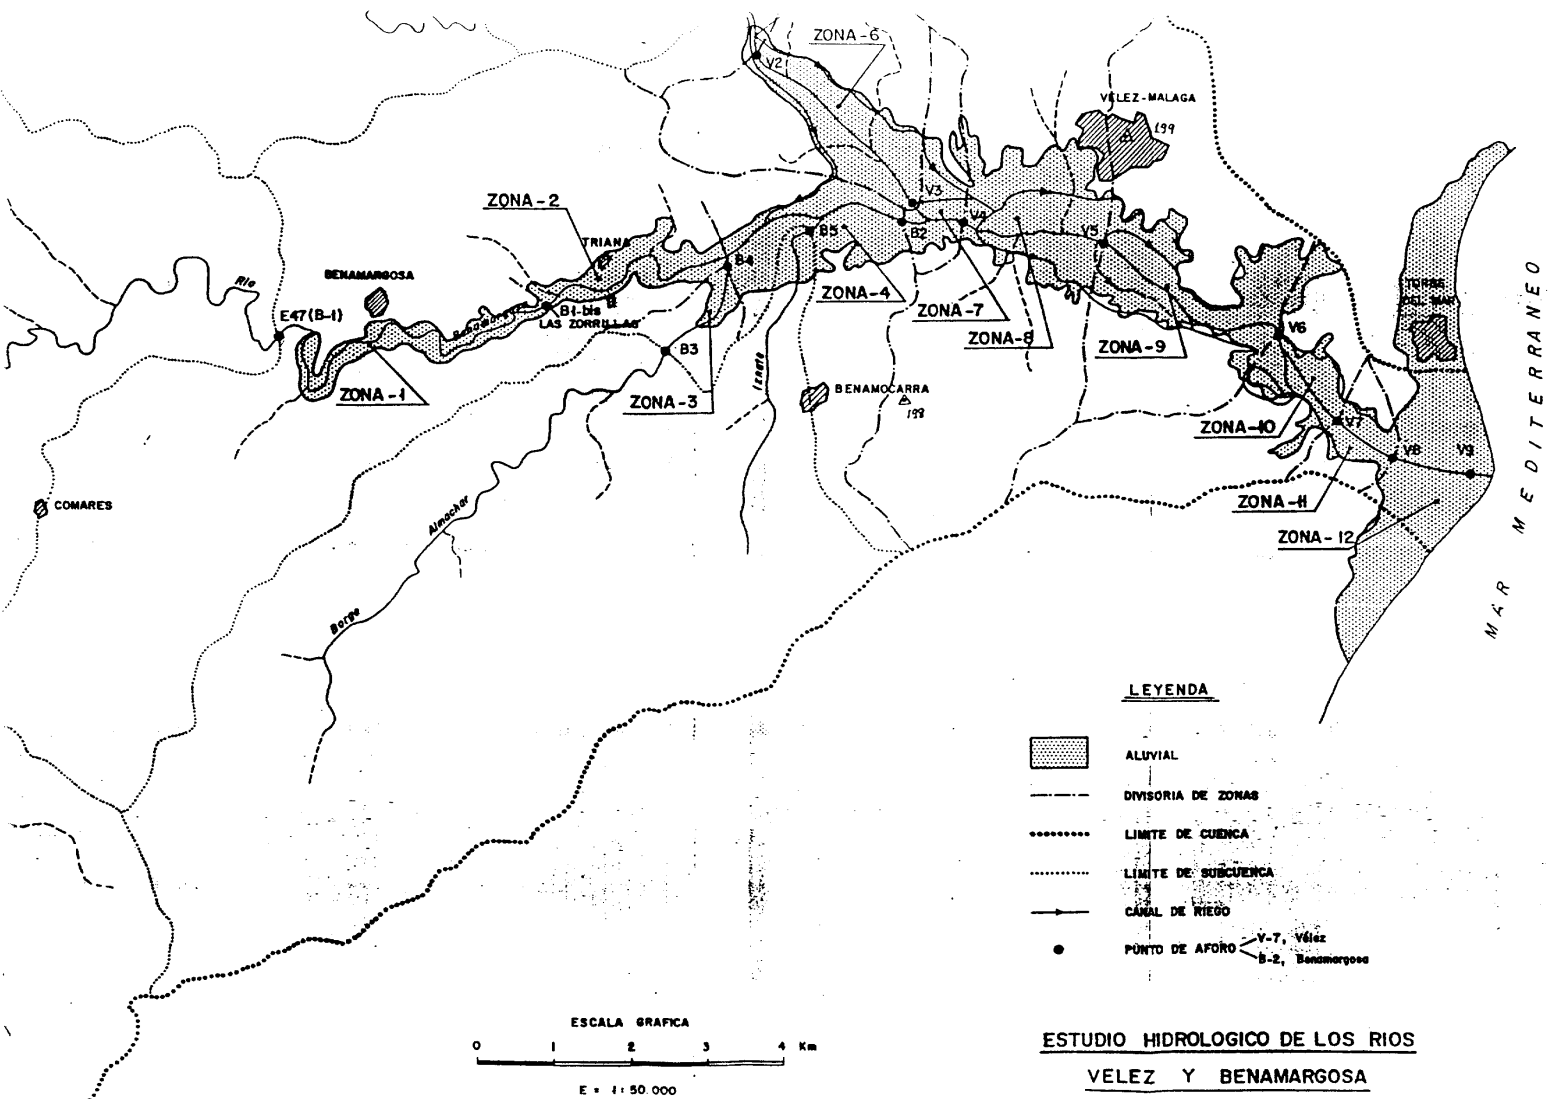 ZONA-6
V2
VELEZ-MALAGA
199
ZONA-2
TRIANA
V3
B2
V4
V5
B5
B4
BENAMARGOSA
Rio
E47(B-1)
Benamargosa
B1-bis
LAS ZORRILLAS
B3
ZONA-1
ZONA-3
Iznate
ZONA-4
ZONA-7
ZONA-8
ZONA-9
V6
TORRE
DEL MAR
BENAMOCARRA
198
ZONA-10
V7
V8
V9
ZONA-11
ZONA-12
COMARES
Almachar
Borge
MAR MEDITERRANEO
LEYENDA
ALUVIAL
DIVISORIA DE ZONAS
LIMITE DE CUENCA
LIMITE DE SUBCUENCA
CANAL DE RIEGO
PUNTO DE AFORO
V-7, Vélez
B-2, Benamargosa
ESCALA GRAFICA
0 1 2 3 4 Km
E = 1:50.000
ESTUDIO HIDROLOGICO DE LOS RIOS
VELEZ Y BENAMARGOSA